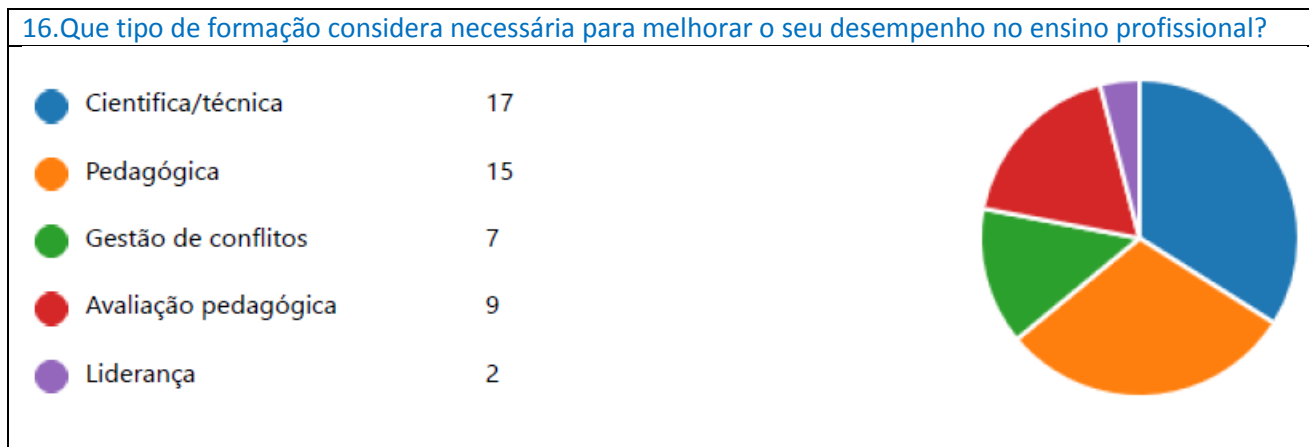 16.Que tipo de formação considera necessária para melhorar o seu desempenho no ensino profissional?
Cientifica/técnica 17
Pedagógica 15
Gestão de conflitos 7
Avaliação pedagógica 9
Liderança 2